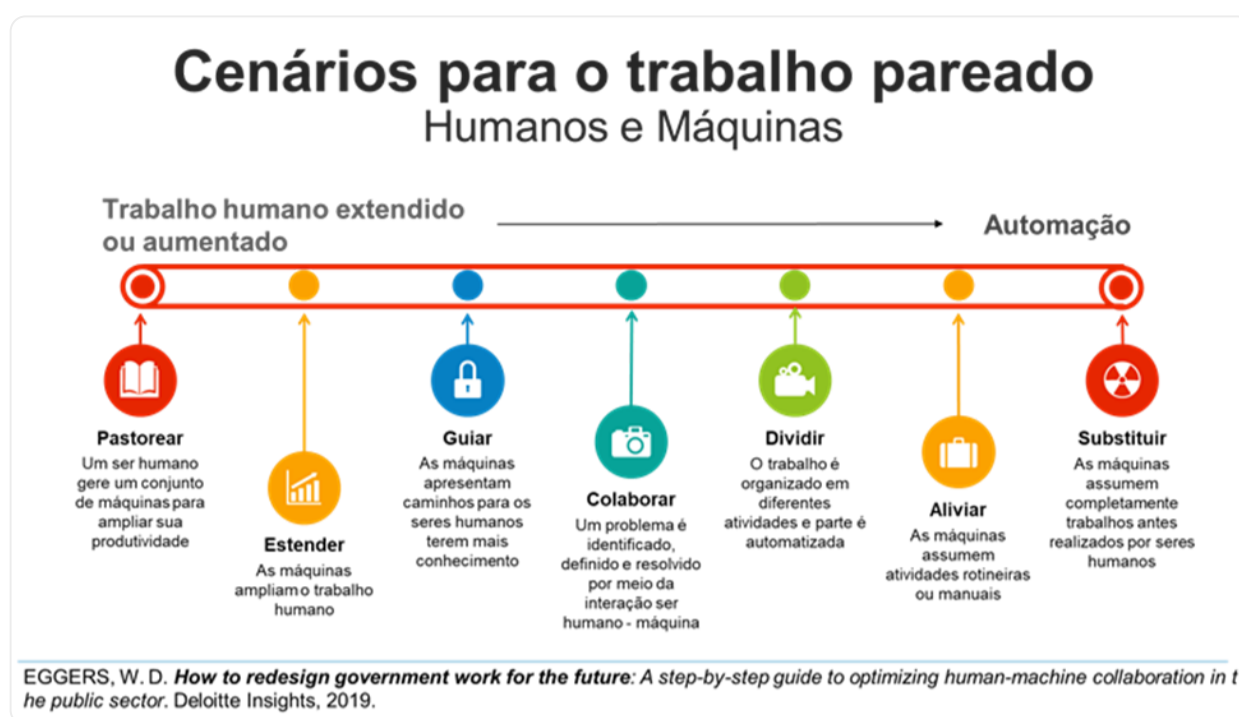 Cenários para o trabalho pareado
Humanos e Máquinas
Trabalho humano extendido
ou aumentado
Automação
Pastorear
Um ser humano
gere um conjunto
de máquinas para
ampliar sua
produtividade
Estender
As máquinas
ampliam o trabalho
humano
Guiar
As máquinas
apresentam
caminhos para os
seres humanos
terem mais
conhecimento
Colaborar
Um problema é
identificado,
definido e resolvido
por meio da
interação ser
humano - máquina
Dividir
O trabalho é
organizado em
diferentes
atividades e parte é
automatizada
Aliviar
As máquinas
assumem
atividades rotineiras
ou manuais
Substituir
As máquinas
assumem
completamente
trabalhos antes
realizados por seres
humanos
EGGERS, W. D. How to redesign government work for the future: A step-by-step guide to optimizing human-machine collaboration in t
he public sector. Deloitte Insights, 2019.